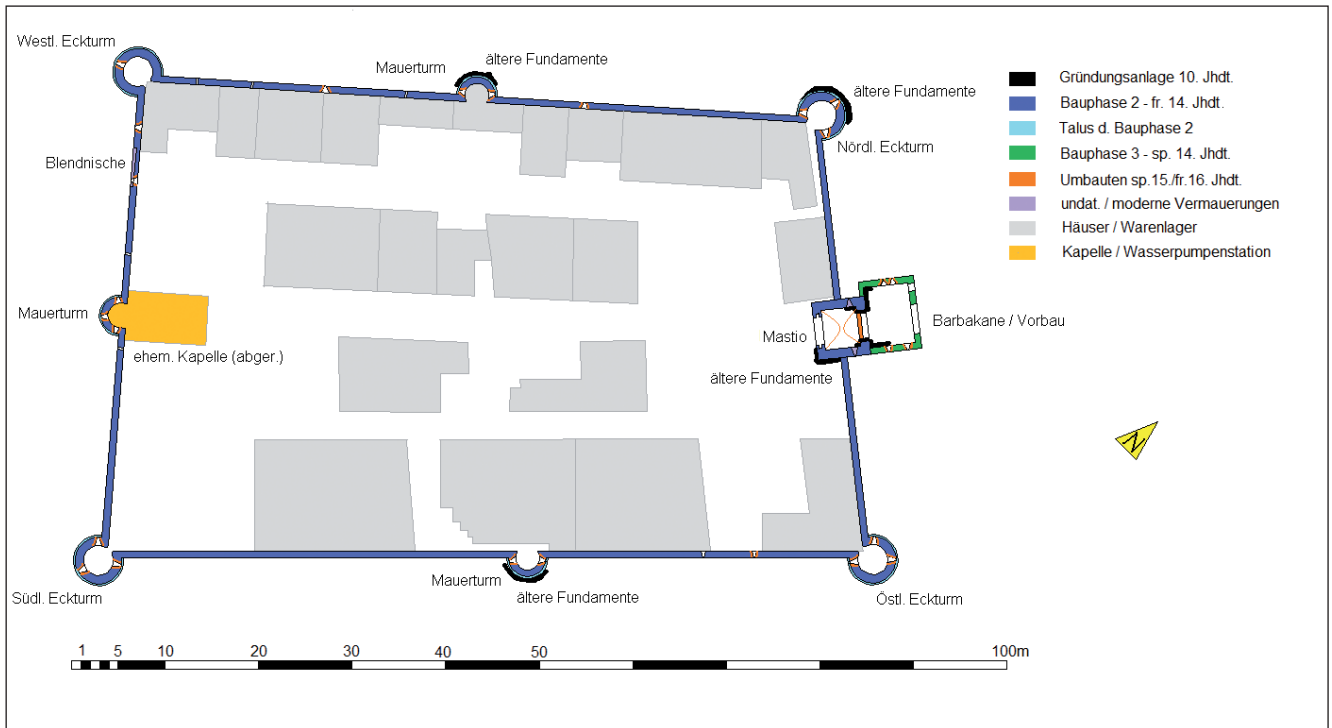 Westl. Eckturm
ältere Fundamente
Mauerturm
ältere Fundamente
Nördl. Eckturm
Blendnische
Mauerturm
ehem. Kapelle (abger.)
Mastio
Barbakane / Vorbau
ältere Fundamente
Mauerturm
ältere Fundamente
Südl. Eckturm
Östl. Eckturm
Gründungsanlage 10. Jhdt.
Bauphase 2 - fr. 14. Jhdt.
Talus d. Bauphase 2
Bauphase 3 - sp. 14. Jhdt.
Umbauten sp.15./fr.16. Jhdt.
undat. / moderne Vermauerungen
Häuser / Warenlager
Kapelle / Wasserpumpenstation
N
1 5 10 20 30 40 50 100m